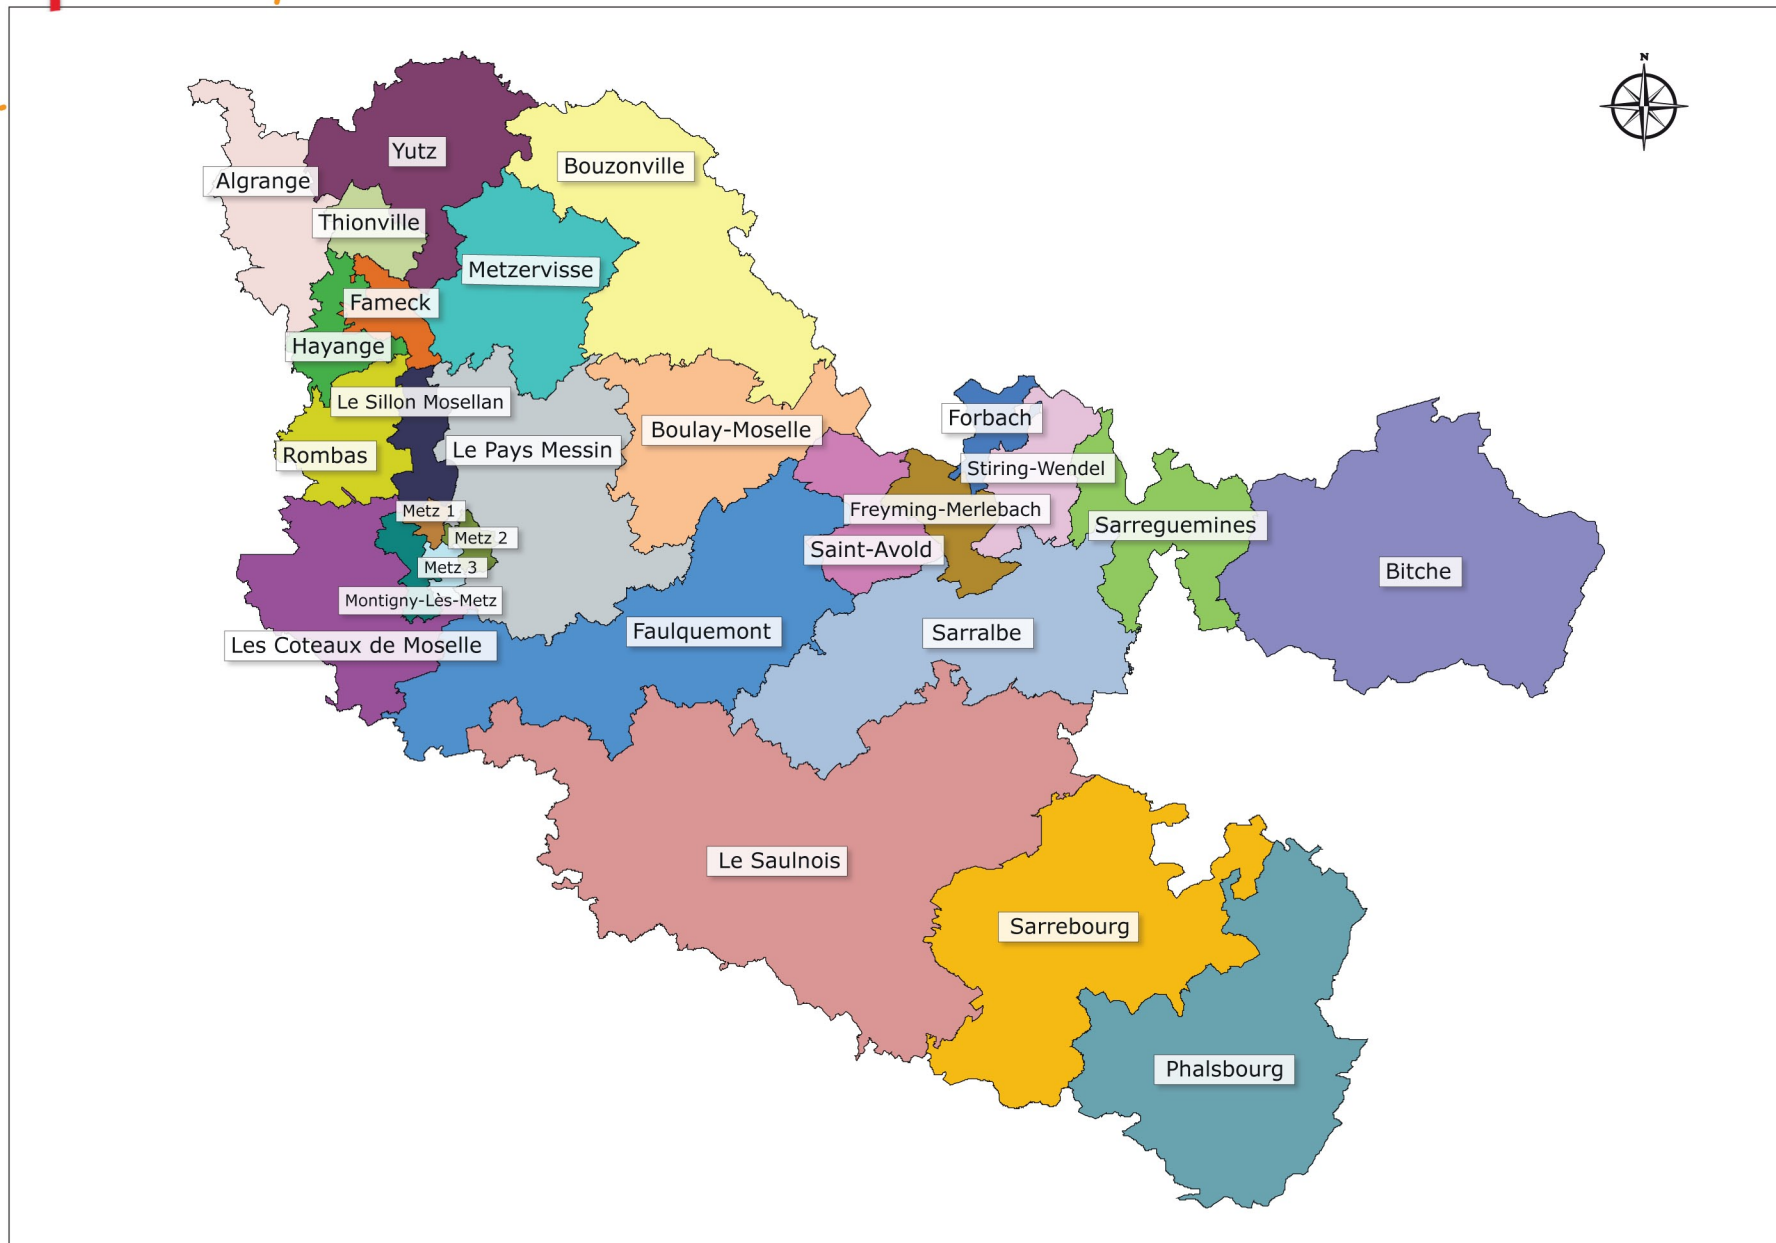 N
Yutz
Bouzonville
Algrange
Thionville
Metzervisse
Fameck
Hayange
Le Sillon Mosellan
Forbach
Boulay-Moselle
Le Pays Messin
Rombas
Stiring-Wendel
Metz 1
Freyming-Merlebach
Sarreguemines
Metz 2
Saint-Avold
Metz 3
Bitche
Montigny-Lès-Metz
Faulquemont
Sarralbe
Les Coteaux de Moselle
Le Saulnois
Sarrebourg
Phalsbourg